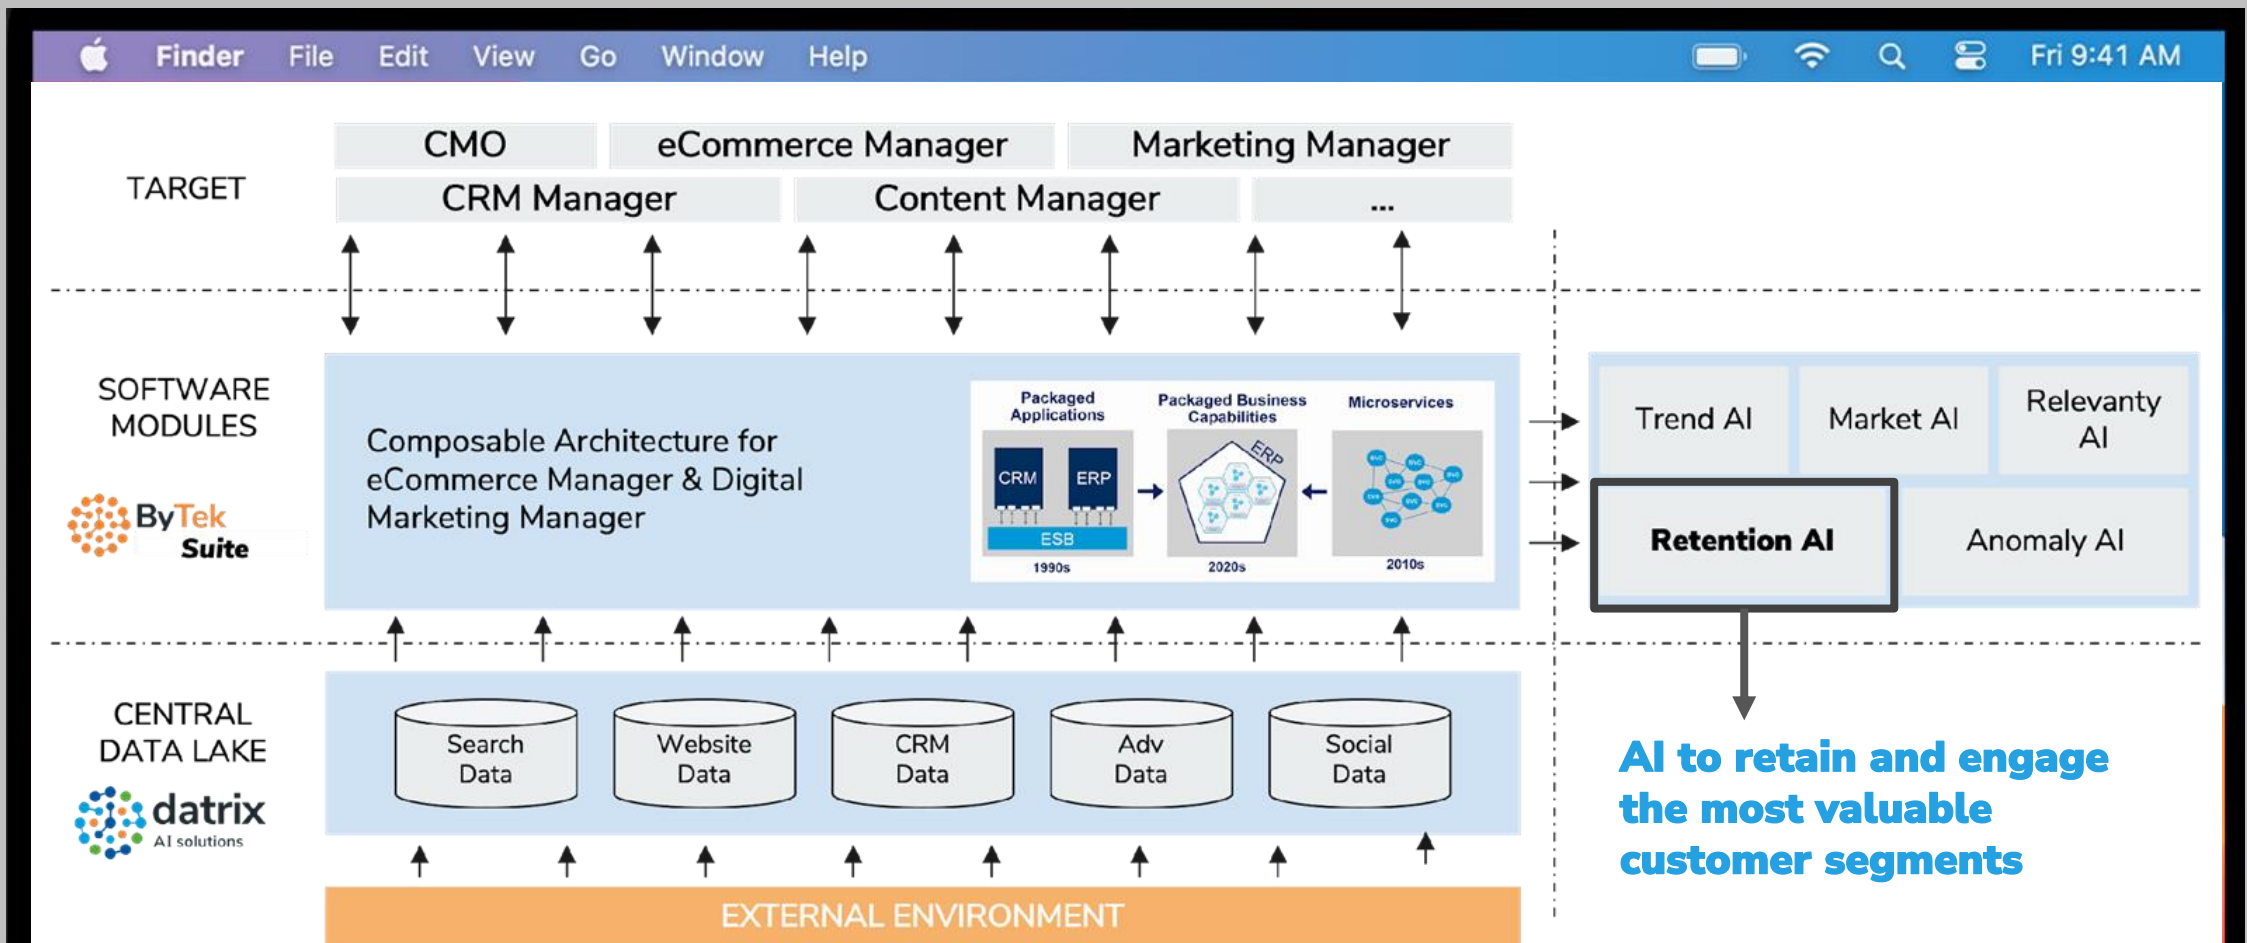 Finder File Edit View Go Window Help Fri 9:41 AM
TARGET
CMO
eCommerce Manager
Marketing Manager
CRM Manager
Content Manager
...
SOFTWARE
MODULES
ByTek
Suite
Composable Architecture for
eCommerce Manager & Digital
Marketing Manager
Packaged
Applications
CRM
ERP
ESB
1990s
Packaged Business
Capabilities
ERP
2020s
Microservices
2010s
Trend AI
Market AI
Relevanty
AI
Retention AI
Anomaly AI
CENTRAL
DATA LAKE
datrix
AI solutions
Search
Data
Website
Data
CRM
Data
Adv
Data
Social
Data
AI to retain and engage
the most valuable
customer segments
EXTERNAL ENVIRONMENT